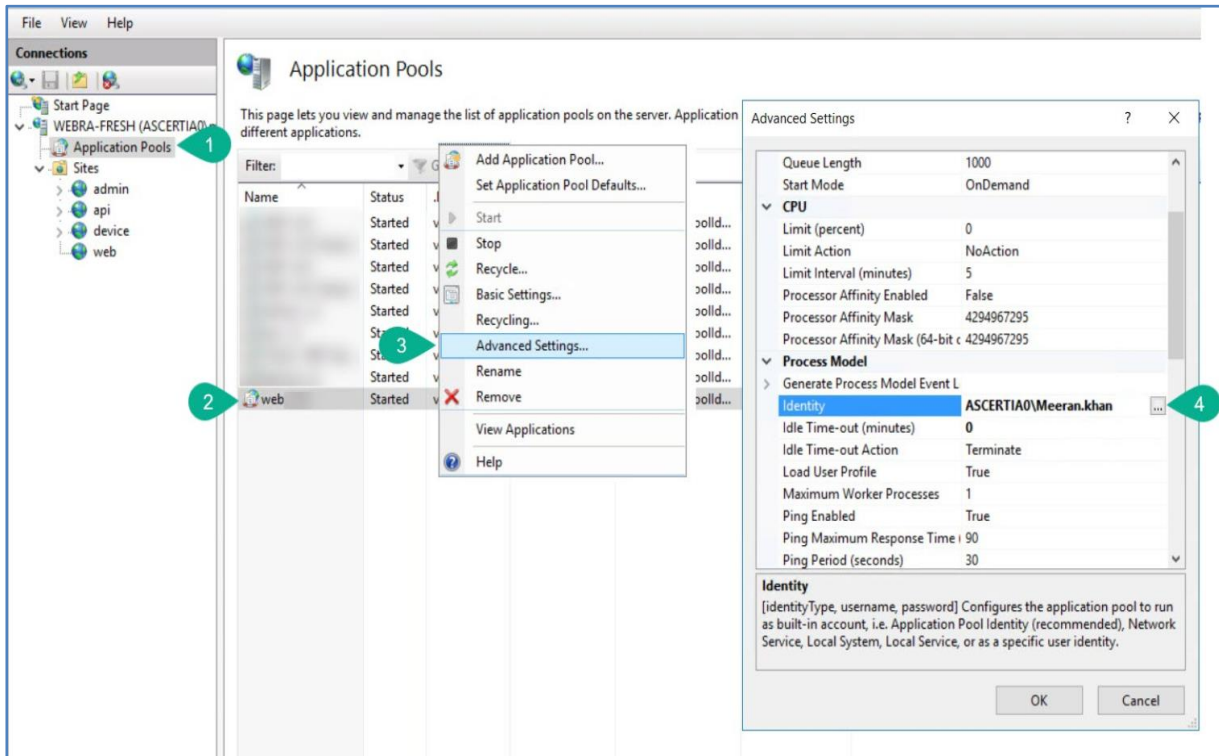 File View Help
Connections
Start Page
WEBRA-FRESH (ASCERTIA0\
Application Pools
Sites
admin
api
device
web
1
Application Pools
This page lets you view and manage the list of application pools on the server. Application
different applications.
Filter:
Name Status
Started
Started
Started
Started
Started
Started
web Started
2
Add Application Pool...
Set Application Pool Defaults...
Start
Stop
Recycle...
Basic Settings...
Recycling...
Advanced Settings...
Rename
Remove
View Applications
Help
3
polld...
polld...
polld...
polld...
polld...
polld...
polld...
polld...
polld...
Advanced Settings ? X
Queue Length 1000
Start Mode OnDemand
CPU
Limit (percent) 0
Limit Action NoAction
Limit Interval (minutes) 5
Processor Affinity Enabled False
Processor Affinity Mask 4294967295
Processor Affinity Mask (64-bit c 4294967295
Process Model
Generate Process Model Event L
Identity ASCERTIA0\Meeran.khan ...
4
Idle Time-out (minutes) 0
Idle Time-out Action Terminate
Load User Profile True
Maximum Worker Processes 1
Ping Enabled True
Ping Maximum Response Time ( 90
Ping Period (seconds) 30
Identity
[identityType, username, password] Configures the application pool to run
as built-in account, i.e. Application Pool Identity (recommended), Network
Service, Local System, Local Service, or as a specific user identity.
OK Cancel